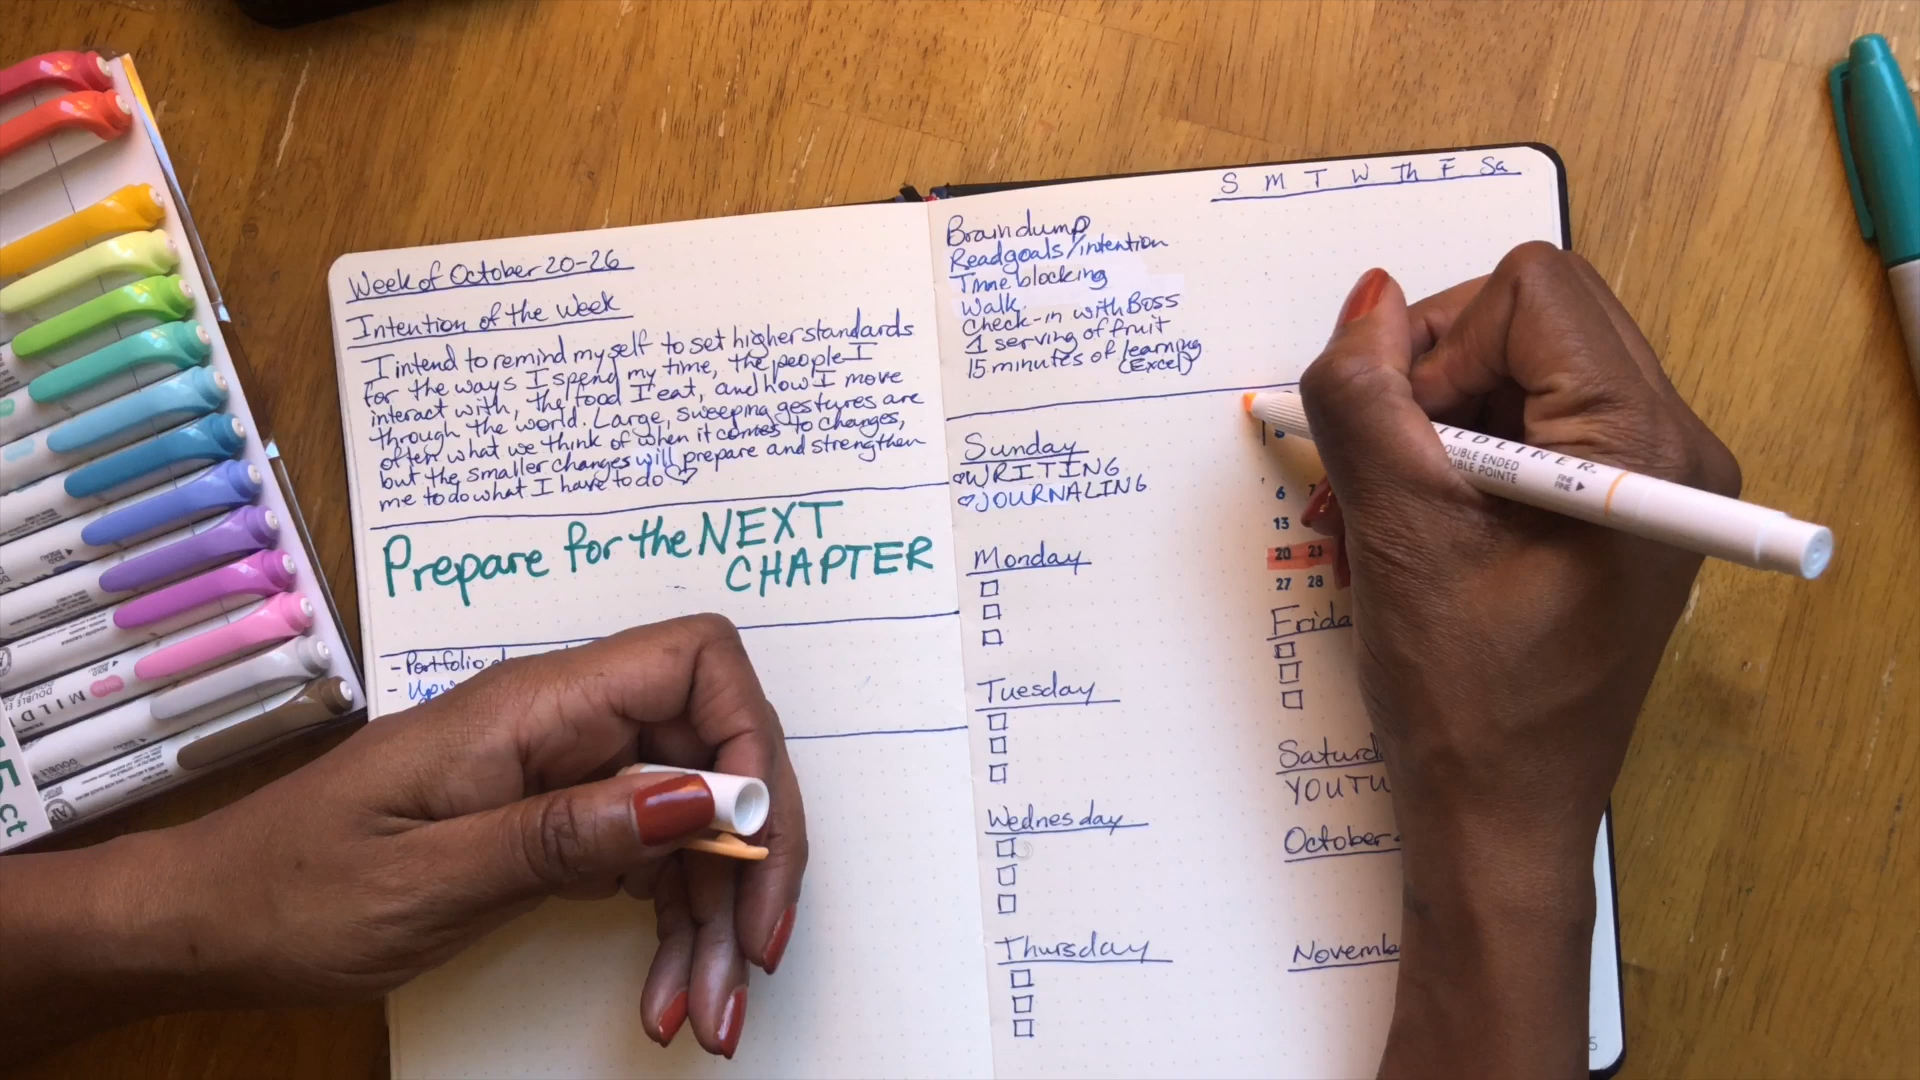 Week of October 20-26
Intention of the Week
I intend to remind myself to set higher standards
for the ways I spend my time, the people I
interact with, the food I eat, and how I move
through the world. Large, sweeping gestures are
often what we think of when it comes to changes,
but the smaller changes will prepare and strengthen
me to do what I have to do
Prepare for the NEXT
CHAPTER
- Portfolio
S M T W Th F Sa
Braindump
Read goals/intention
Time blocking
Walk
Check-in with Boss
1 serving of fruit
15 minutes of learning
(Excel)
Sunday
WRITING
JOURNALING
Monday
Tuesday
Wednesday
Thursday
6
13
20 21
27 28
October
MILDLINER
DOUBLE ENDED
FINE